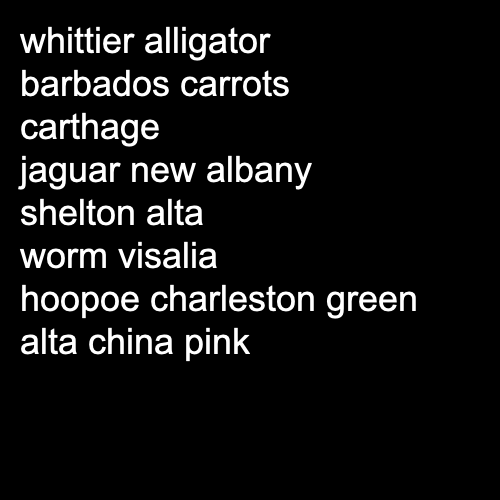 whittier alligator
barbados carrots
carthage
jaguar new albany
shelton alta
worm visalia
hoopoe charleston green
alta china pink